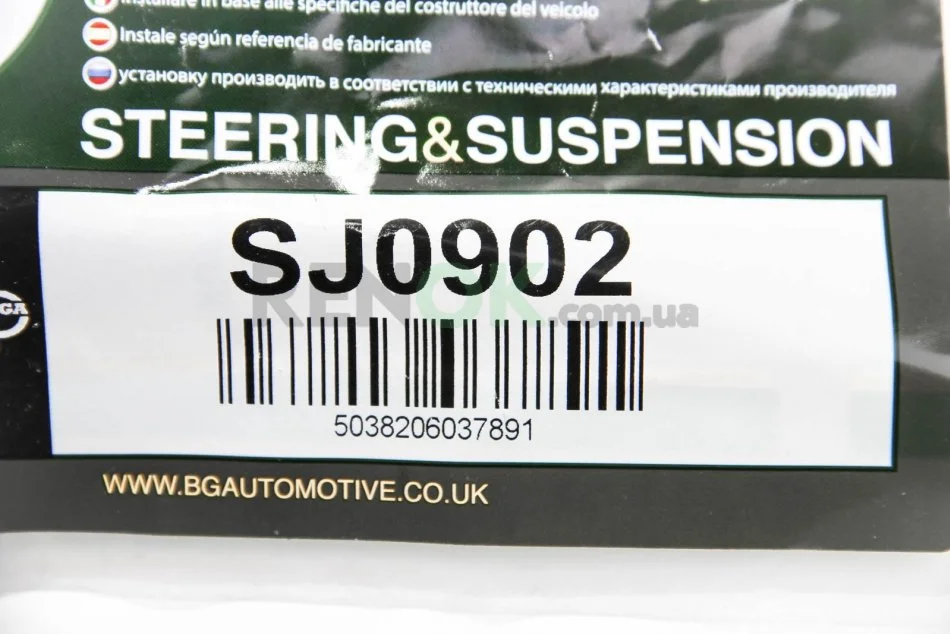 Installare in base alle specifiche del costruttore del veicolo
Instale según referencia de fabricante
установку производить в соответствии с техническими характеристиками производителя
STEERING&SUSPENSION
SJ0902
RENOK.com.ua
GA
5038206037891
WWW.BGAUTOMOTIVE.CO.UK